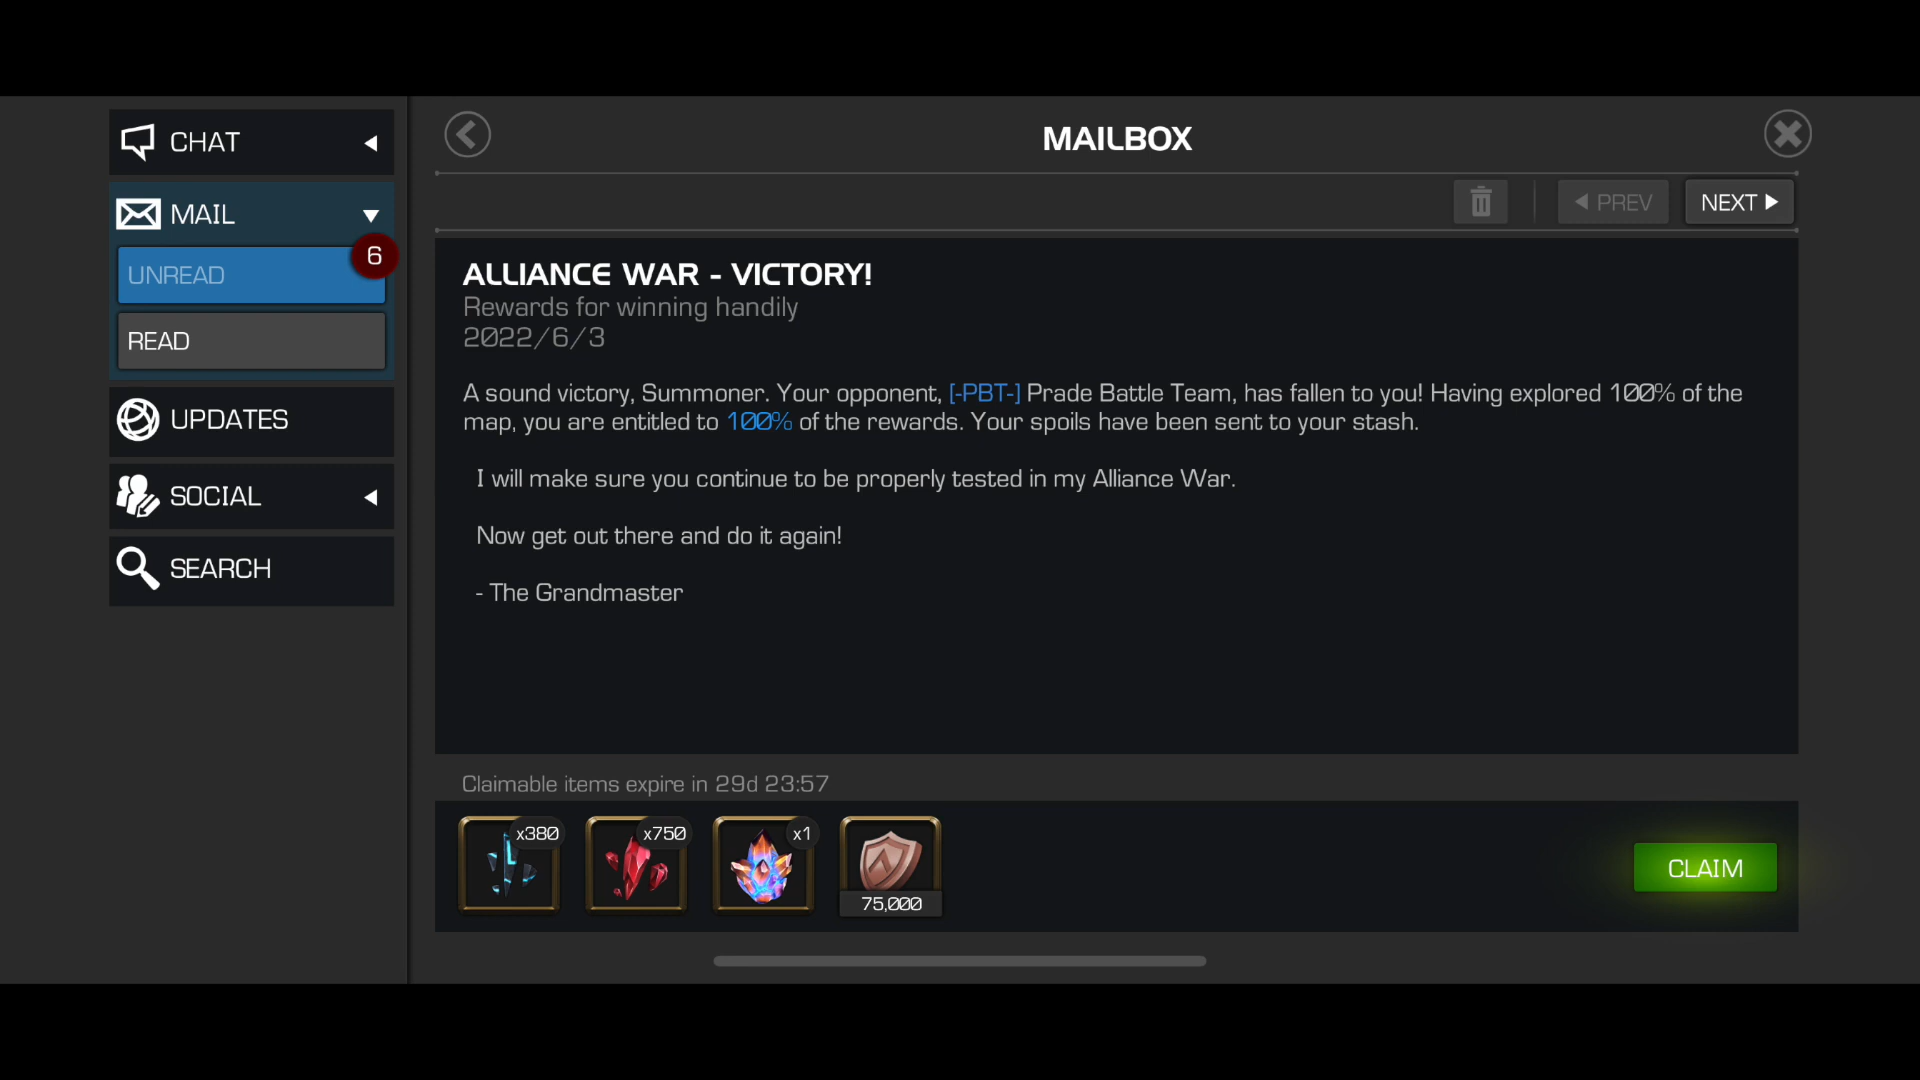 CHAT
MAIL
6
UNREAD
READ
UPDATES
SOCIAL
SEARCH
MAILBOX
PREV
NEXT
ALLIANCE WAR - VICTORY!
Rewards for winning handily
2022/6/3
A sound victory, Summoner. Your opponent, [-PBT-] Prade Battle Team, has fallen to you! Having explored 100% of the
map, you are entitled to 100% of the rewards. Your spoils have been sent to your stash.
I will make sure you continue to be properly tested in my Alliance War.
Now get out there and do it again!
- The Grandmaster
Claimable items expire in 29d 23:57
x380
x750
x1
75,000
CLAIM